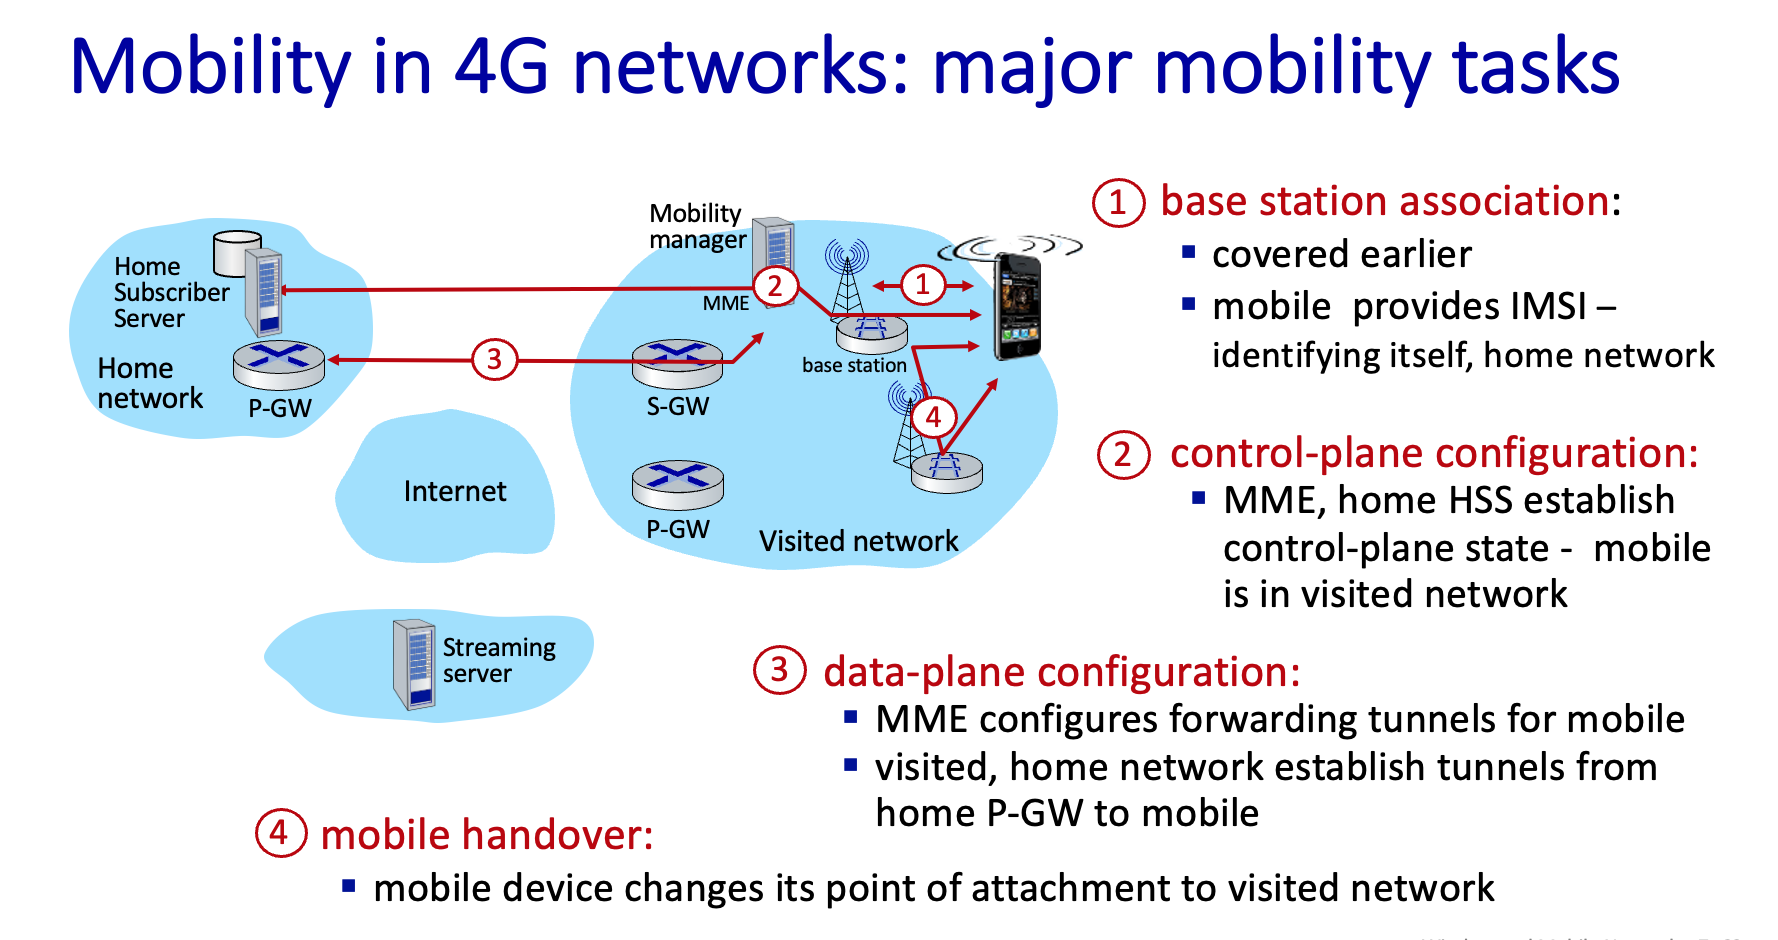 Mobility in 4G networks: major mobility tasks
Home
Subscriber
Server
Home
network
P-GW
Mobility
manager
MME
2
1
3
S-GW
base station
4
P-GW
Visited network
Internet
Streaming
server
1 base station association:
▪ covered earlier
▪ mobile provides IMSI –
identifying itself, home network
2 control-plane configuration:
▪ MME, home HSS establish
control-plane state - mobile
is in visited network
3 data-plane configuration:
▪ MME configures forwarding tunnels for mobile
▪ visited, home network establish tunnels from
home P-GW to mobile
4 mobile handover:
▪ mobile device changes its point of attachment to visited network